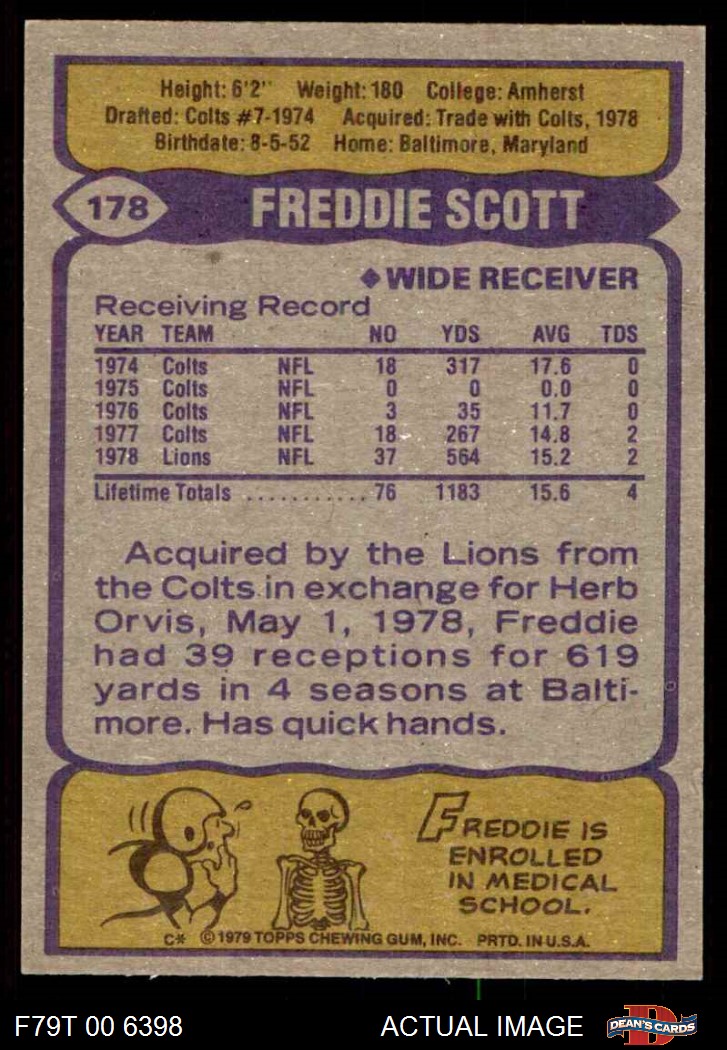 Height: 6'2" Weight: 180 College: Amherst
Drafted: Colts #7-1974 Acquired: Trade with Colts, 1978
Birthdate: 8-5-52 Home: Baltimore, Maryland
178 FREDDIE SCOTT
◆WIDE RECEIVER
Receiving Record
YEAR TEAM NO YDS AVG TDS
1974 Colts NFL 18 317 17.6 0
1975 Colts NFL 0 0 0.0 0
1976 Colts NFL 3 35 11.7 0
1977 Colts NFL 18 267 14.8 2
1978 Lions NFL 37 564 15.2 2
Lifetime Totals ........... 76 1183 15.6 4
Acquired by the Lions from
the Colts in exchange for Herb
Orvis, May 1, 1978, Freddie
had 39 receptions for 619
yards in 4 seasons at Balti-
more. Has quick hands.
FREDDIE IS
ENROLLED
IN MEDICAL
SCHOOL.
C* ©1979 TOPPS CHEWING GUM, INC. PRTD. IN U.S.A.
F79T 00 6398 ACTUAL IMAGE D DEAN'S CARDS